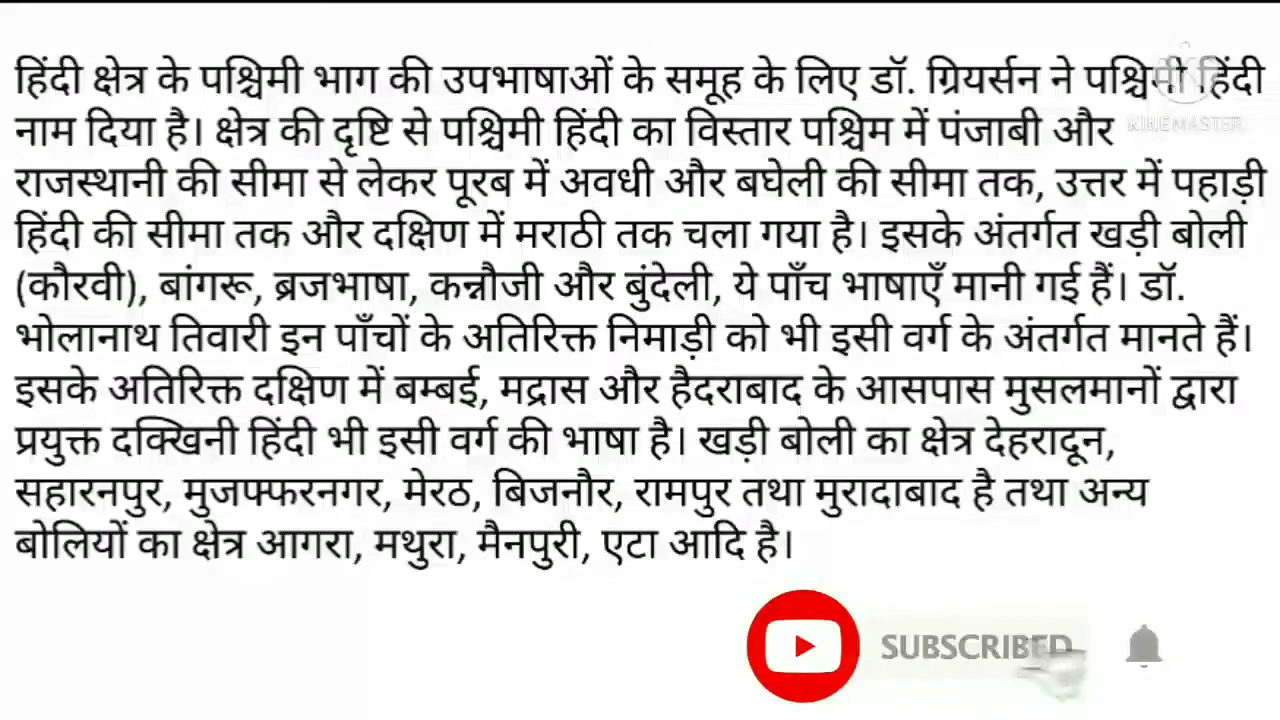 हिंदी क्षेत्र के पश्चिमी भाग की उपभाषाओं के समूह के लिए डॉ. ग्रियर्सन ने पश्चिमी हिंदी
नाम दिया है। क्षेत्र की दृष्टि से पश्चिमी हिंदी का विस्तार पश्चिम में पंजाबी और
KINEMASTER
राजस्थानी की सीमा से लेकर पूरब में अवधी और बघेली की सीमा तक, उत्तर में पहाड़ी
हिंदी की सीमा तक और दक्षिण में मराठी तक चला गया है। इसके अंतर्गत खड़ी बोली
(कौरवी), बांगरू, ब्रजभाषा, कन्नौजी और बुंदेली, ये पाँच भाषाएँ मानी गई हैं। डॉ.
भोलानाथ तिवारी इन पाँचों के अतिरिक्त निमाड़ी को भी इसी वर्ग के अंतर्गत मानते हैं।
इसके अतिरिक्त दक्षिण में बम्बई, मद्रास और हैदराबाद के आसपास मुसलमानों द्वारा
प्रयुक्त दक्खिनी हिंदी भी इसी वर्ग की भाषा है। खड़ी बोली का क्षेत्र देहरादून,
सहारनपुर, मुजफ्फरनगर, मेरठ, बिजनौर, रामपुर तथा मुरादाबाद है तथा अन्य
बोलियों का क्षेत्र आगरा, मथुरा, मैनपुरी, एटा आदि है।
SUBSCRIBED